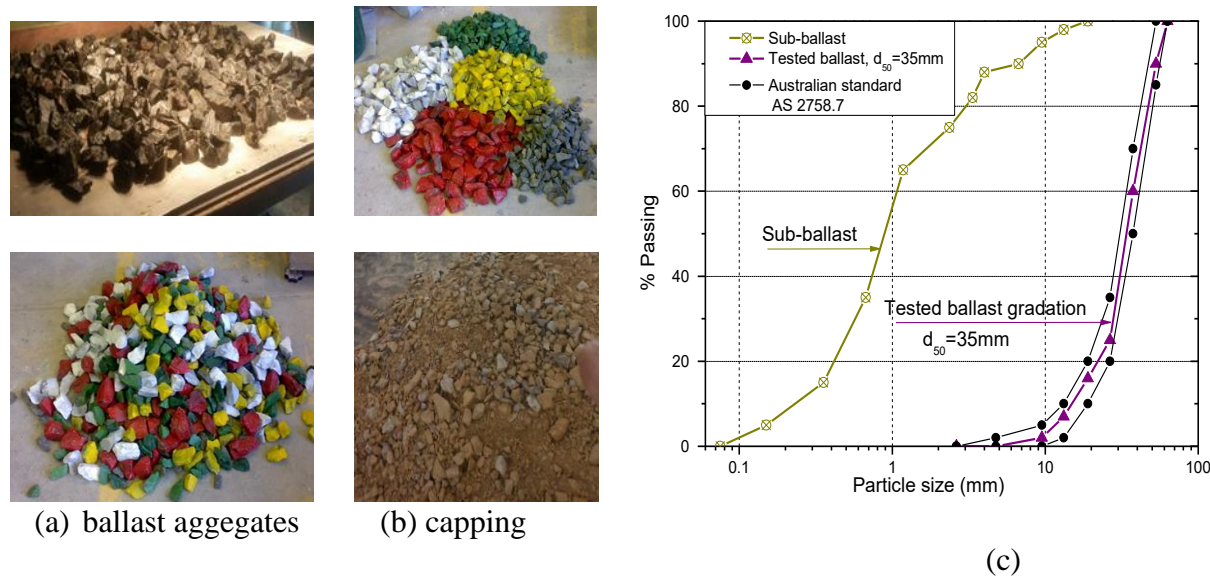 (a) ballast aggegates
(b) capping
Sub-ballast
Tested ballast, d50=35mm
Australian standard
AS 2758.7
100
80
60
40
20
0
% Passing
Sub-ballast
Tested ballast gradation
d50=35mm
0.1
1
10
100
Particle size (mm)
(c)